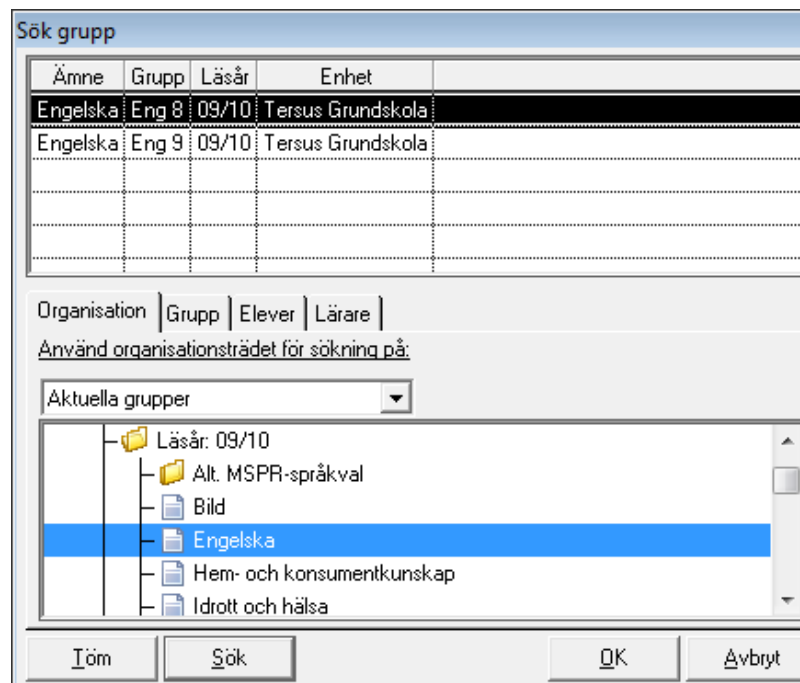 Sök grupp
Ämne Grupp Läsår Enhet
Engelska Eng 8 09/10 Tersus Grundskola
Engelska Eng 9 09/10 Tersus Grundskola
Organisation Grupp Elever Lärare
Använd organisationsträdet för sökning på:
Aktuella grupper
Läsår: 09/10
Alt. MSPR-språkval
Bild
Engelska
Hem- och konsumentkunskap
Idrott och hälsa
Töm Sök OK Avbryt